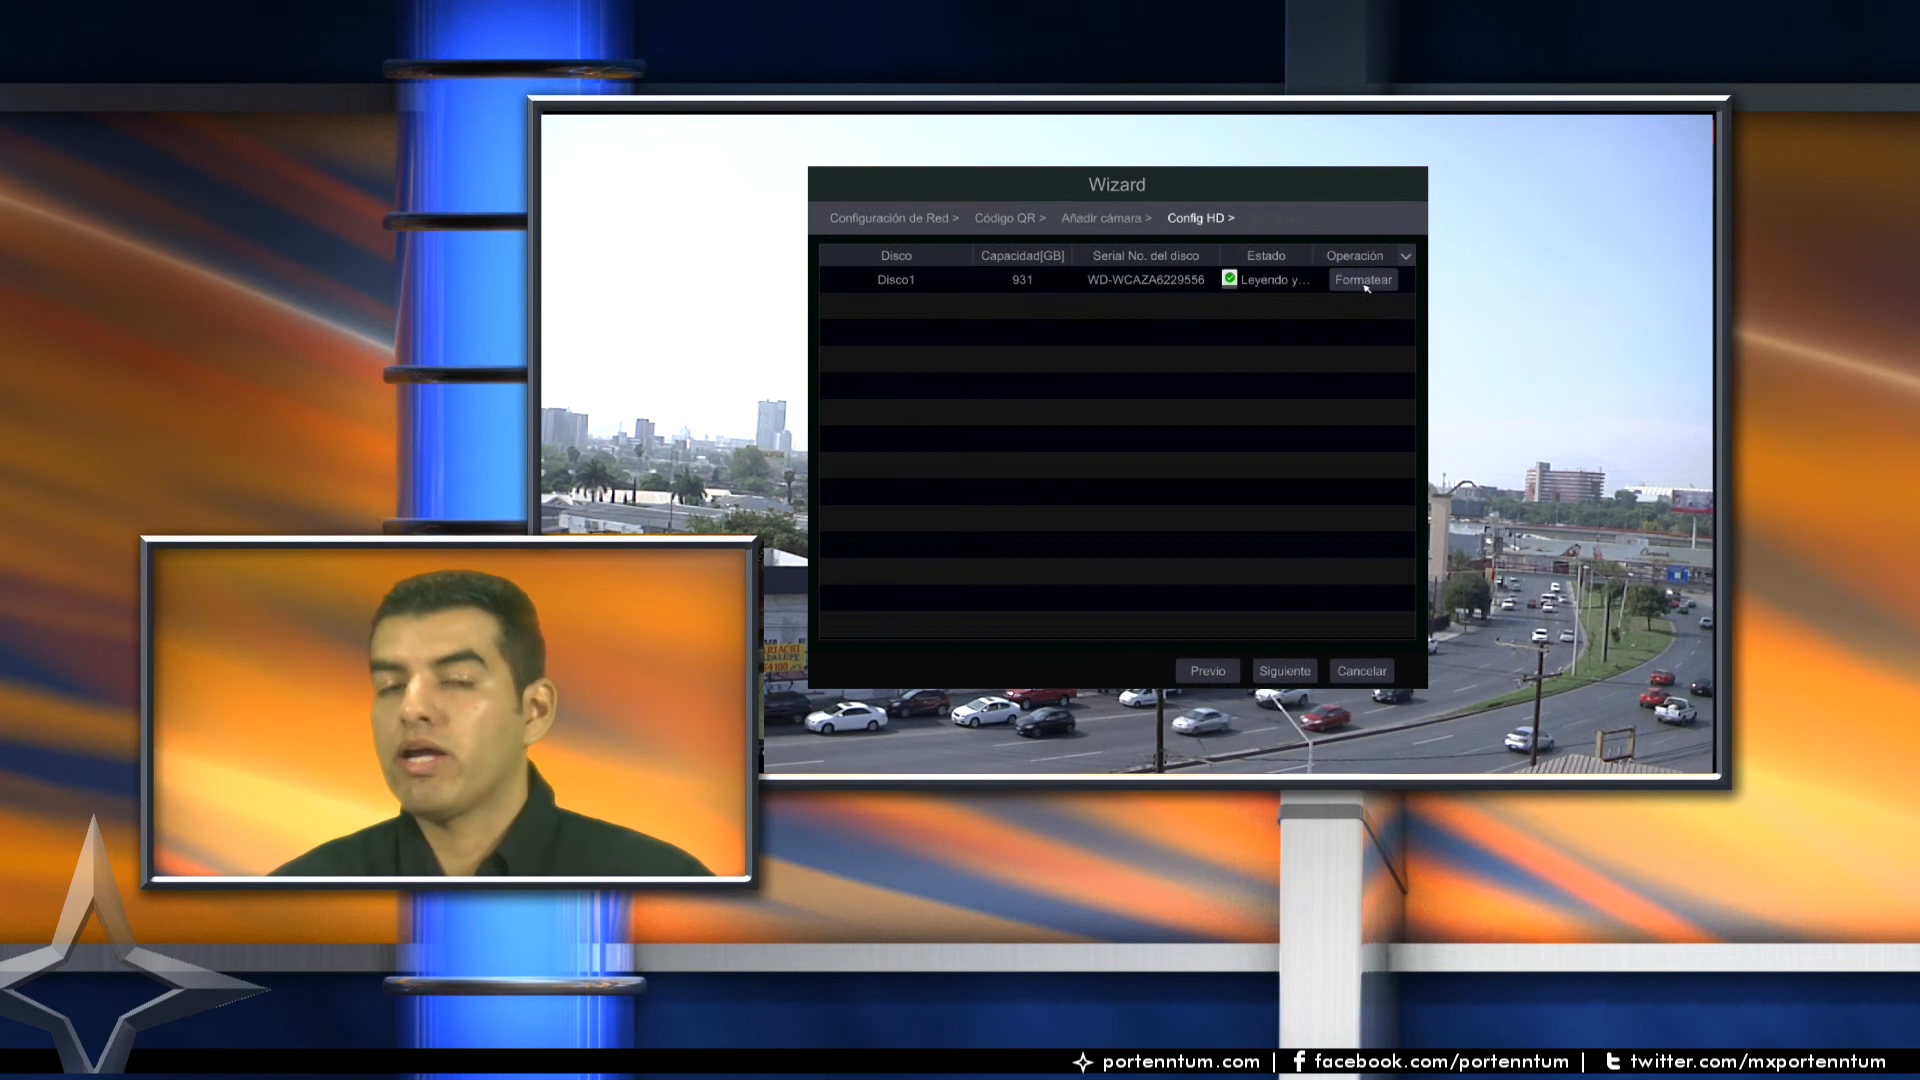 Wizard
Configuración de Red > Código QR > Añadir cámara > Config HD >
Disco Capacidad[GB] Serial No. del disco Estado Operación
Disco1 931 WD-WCAZA6229556 Leyendo y... Formatear
Previo Siguiente Cancelar
portenntum.com | facebook.com/portenntum | twitter.com/mxportenntum